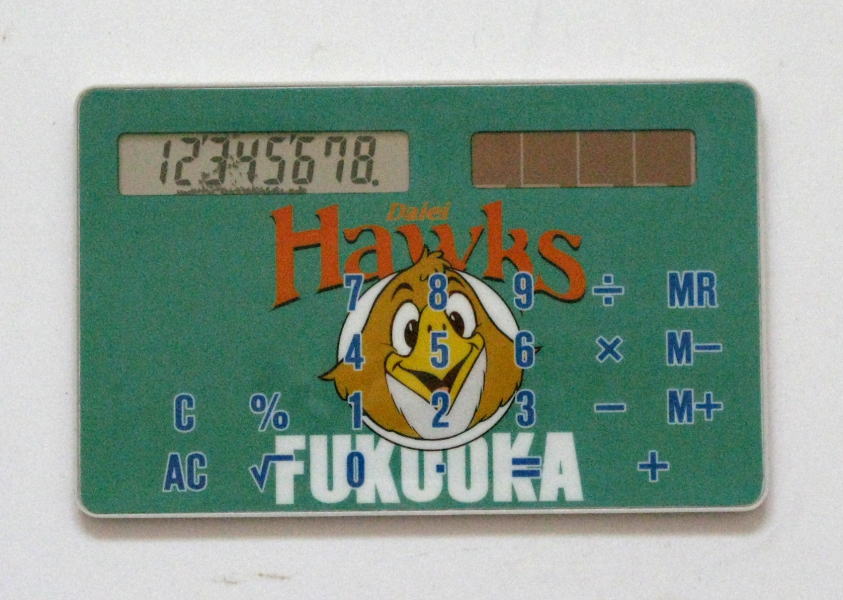 12345678.
Daiei
Hawks
7 8 9 ÷ MR
4 5 6 × M−
C % 1 2 3 − M+
FUKUOKA
AC √ 0 · = +